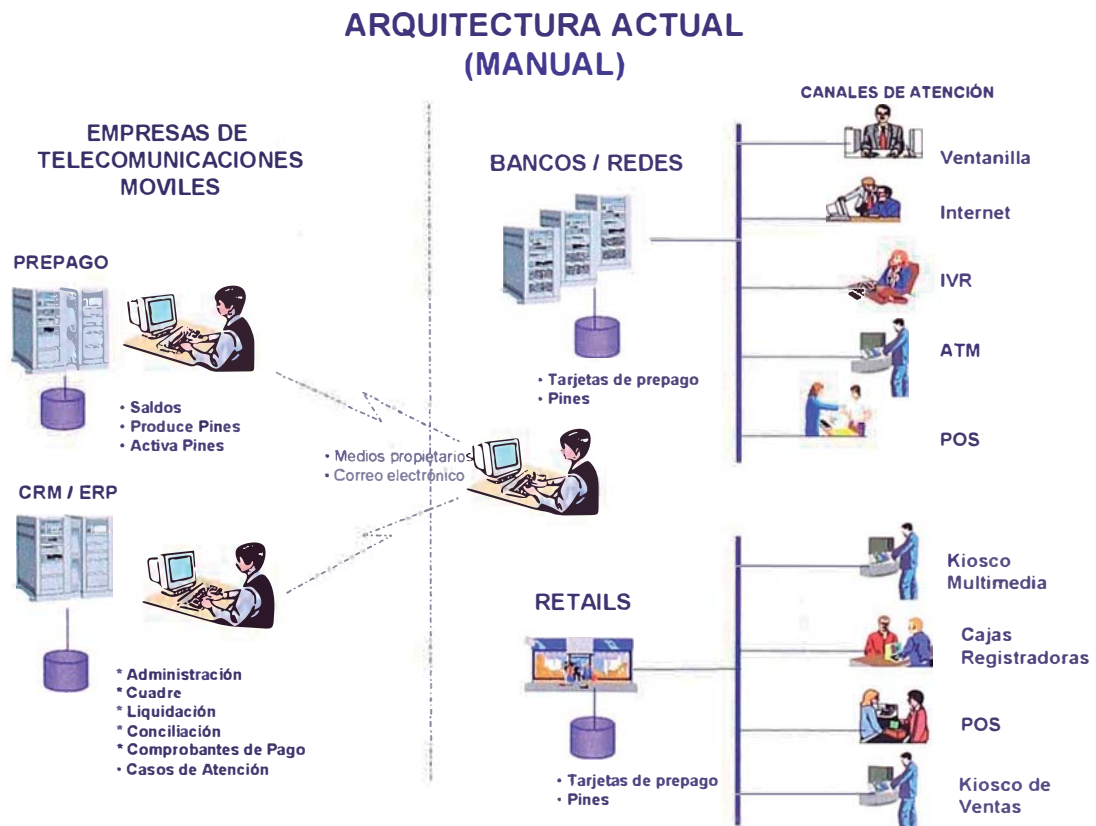 ARQUITECTURA ACTUAL
(MANUAL)
EMPRESAS DE
TELECOMUNICACIONES
MOVILES
PREPAGO
• Saldos
• Produce Pines
• Activa Pines
CRM / ERP
* Administración
* Cuadre
* Liquidación
* Conciliación
* Comprobantes de Pago
• Casos de Atención
• Medios propietarios
• Correo electrónico
BANCOS / REDES
• Tarjetas de prepago
• Pines
RETAILS
• Tarjetas de prepago
• Pines
CANALES DE ATENCIÓN
Ventanilla
Internet
IVR
ATM
POS
Kiosco
Multimedia
Cajas
Registradoras
POS
Kiosco de
Ventas